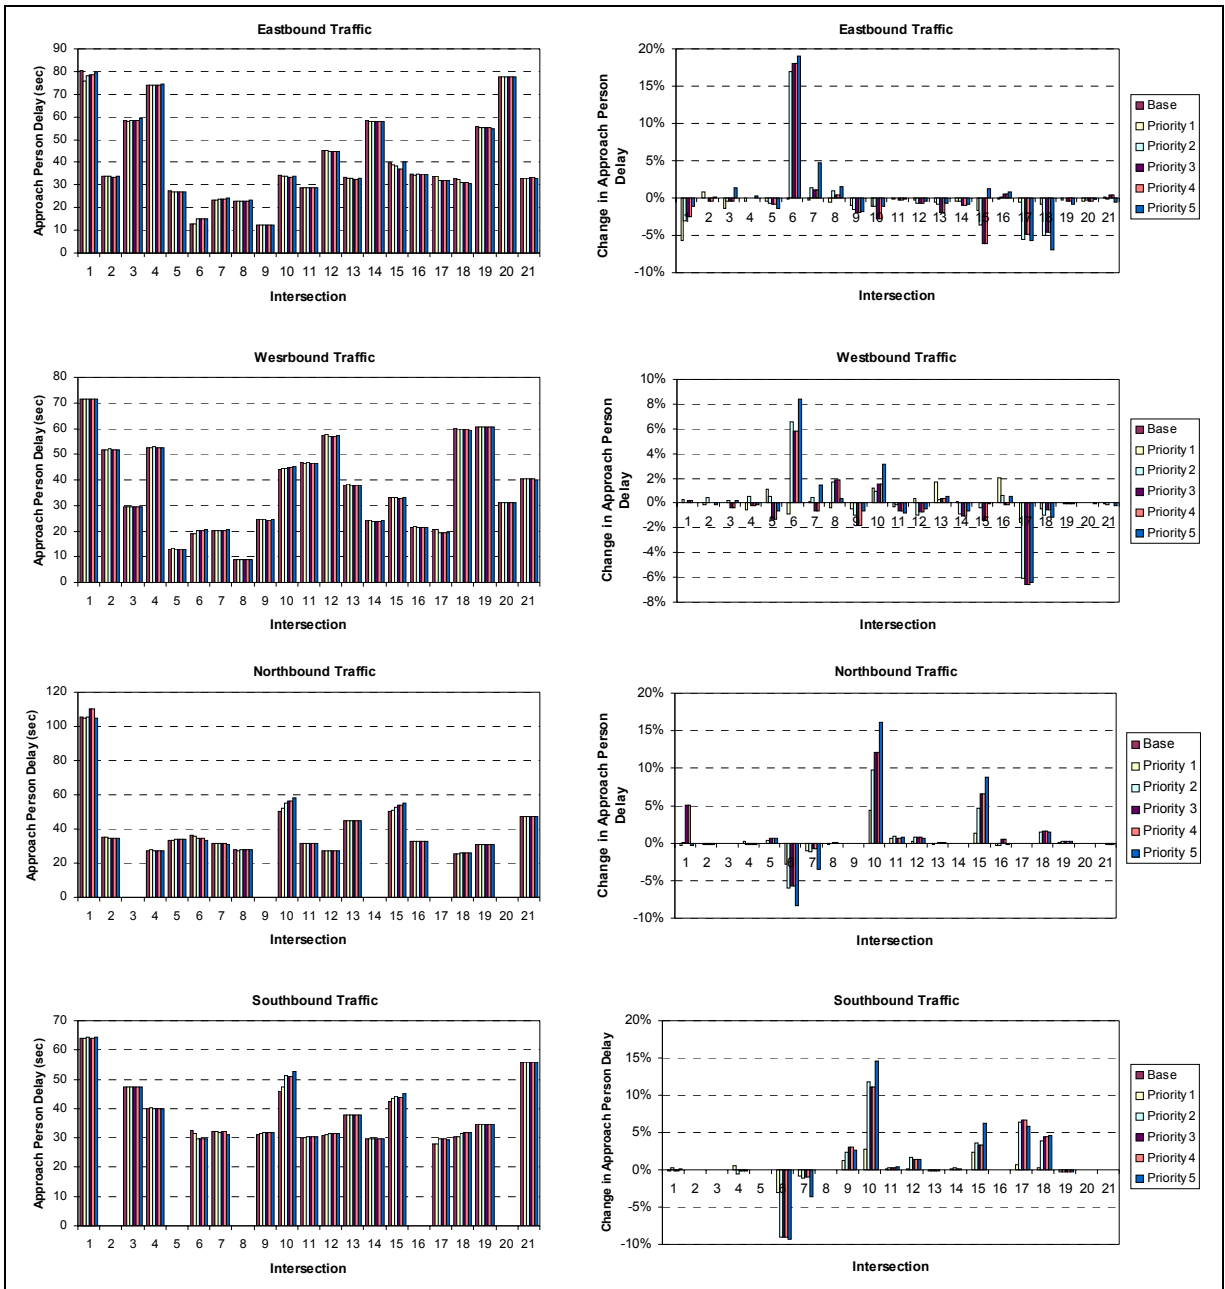 Eastbound Traffic
Approach Person Delay (sec)
90
80
70
60
50
40
30
20
10
0
1 2 3 4 5 6 7 8 9 10 11 12 13 14 15 16 17 18 19 20 21
Intersection
Eastbound Traffic
Change in Approach Person
Delay
20%
15%
10%
5%
0%
-5%
-10%
1 2 3 4 5 6 7 8 9 10 11 12 13 14 15 16 17 18 19 20 21
Intersection
Base
Priority 1
Priority 2
Priority 3
Priority 4
Priority 5
Wesrbound Traffic
Approach Person Delay (sec)
80
70
60
50
40
30
20
10
0
1 2 3 4 5 6 7 8 9 10 11 12 13 14 15 16 17 18 19 20 21
Intersection
Westbound Traffic
Change in Approach Person
Delay
10%
8%
6%
4%
2%
0%
-2%
-4%
-6%
-8%
1 2 3 4 5 6 7 8 9 10 11 12 13 14 15 16 17 18 19 20 21
Intersection
Base
Priority 1
Priority 2
Priority 3
Priority 4
Priority 5
Northbound Traffic
Approach Person Delay (sec)
120
100
80
60
40
20
0
1 2 3 4 5 6 7 8 9 10 11 12 13 14 15 16 17 18 19 20 21
Intersection
Northbound Traffic
Change in Approach Person
Delay
20%
15%
10%
5%
0%
-5%
-10%
1 2 3 4 5 6 7 8 9 10 11 12 13 14 15 16 17 18 19 20 21
Intersection
Base
Priority 1
Priority 2
Priority 3
Priority 4
Priority 5
Southbound Traffic
Approach Person Delay (sec)
70
60
50
40
30
20
10
0
1 2 3 4 5 6 7 8 9 10 11 12 13 14 15 16 17 18 19 20 21
Intersection
Southbound Traffic
Change in Approach Person Delay
20%
15%
10%
5%
0%
-5%
-10%
1 2 3 4 5 6 7 8 9 10 11 12 13 14 15 16 17 18 19 20 21
Intersection
Base
Priority 1
Priority 2
Priority 3
Priority 4
Priority 5